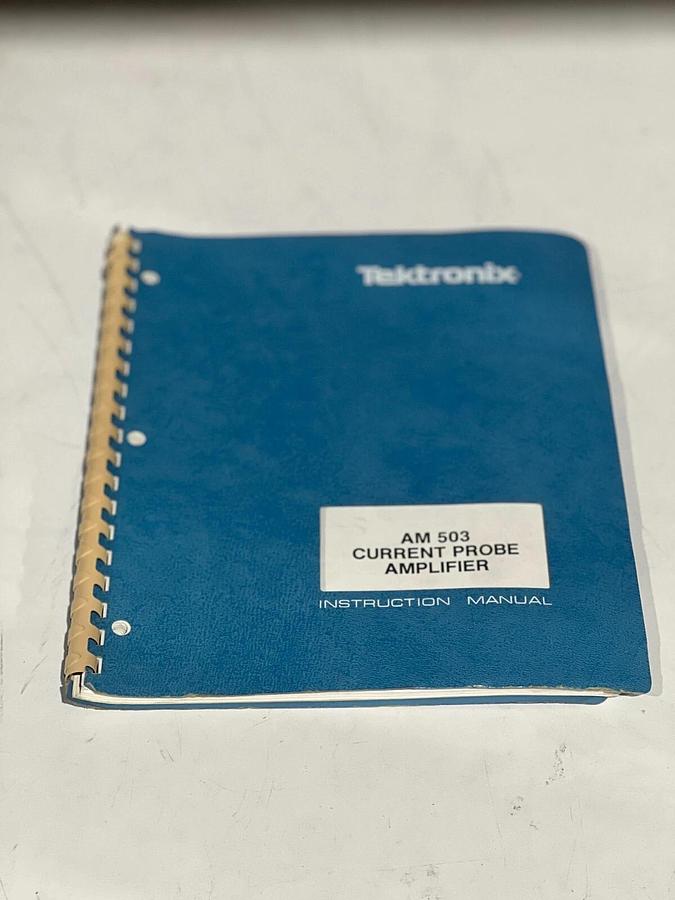 Tektronix
AM 503
CURRENT PROBE
AMPLIFIER
INSTRUCTION MANUAL